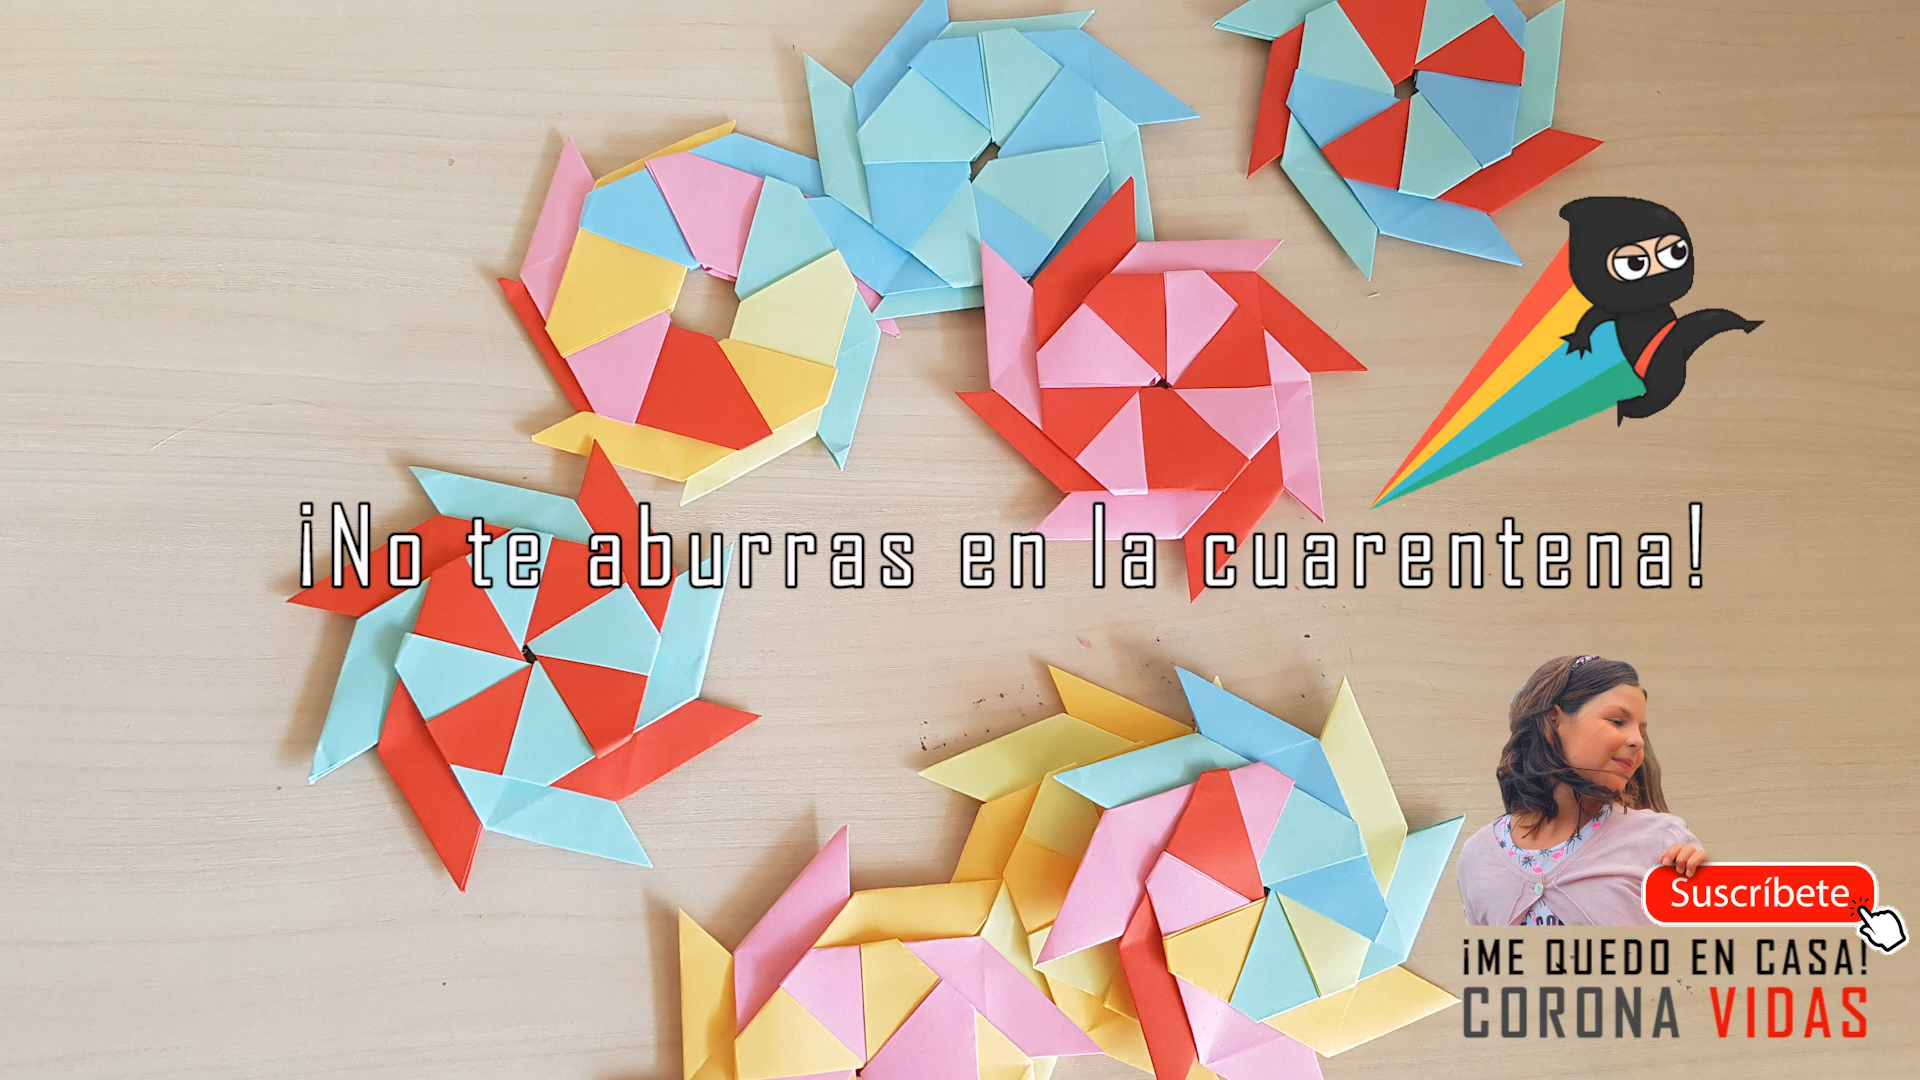 ¡No te aburras en la cuarentena!
Suscríbete
¡ME QUEDO EN CASA!
CORONA VIDAS